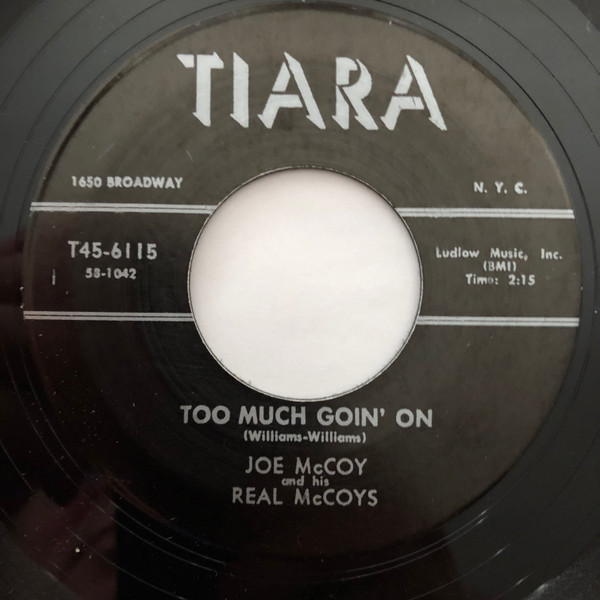 TIARA
1650 BROADWAY
N. Y. C.
T45-6115
58-1042
Ludlow Music, Inc.
(BMI)
Time: 2:15
TOO MUCH GOIN' ON
(Williams-Williams)
JOE McCOY
and his
REAL McCOYS